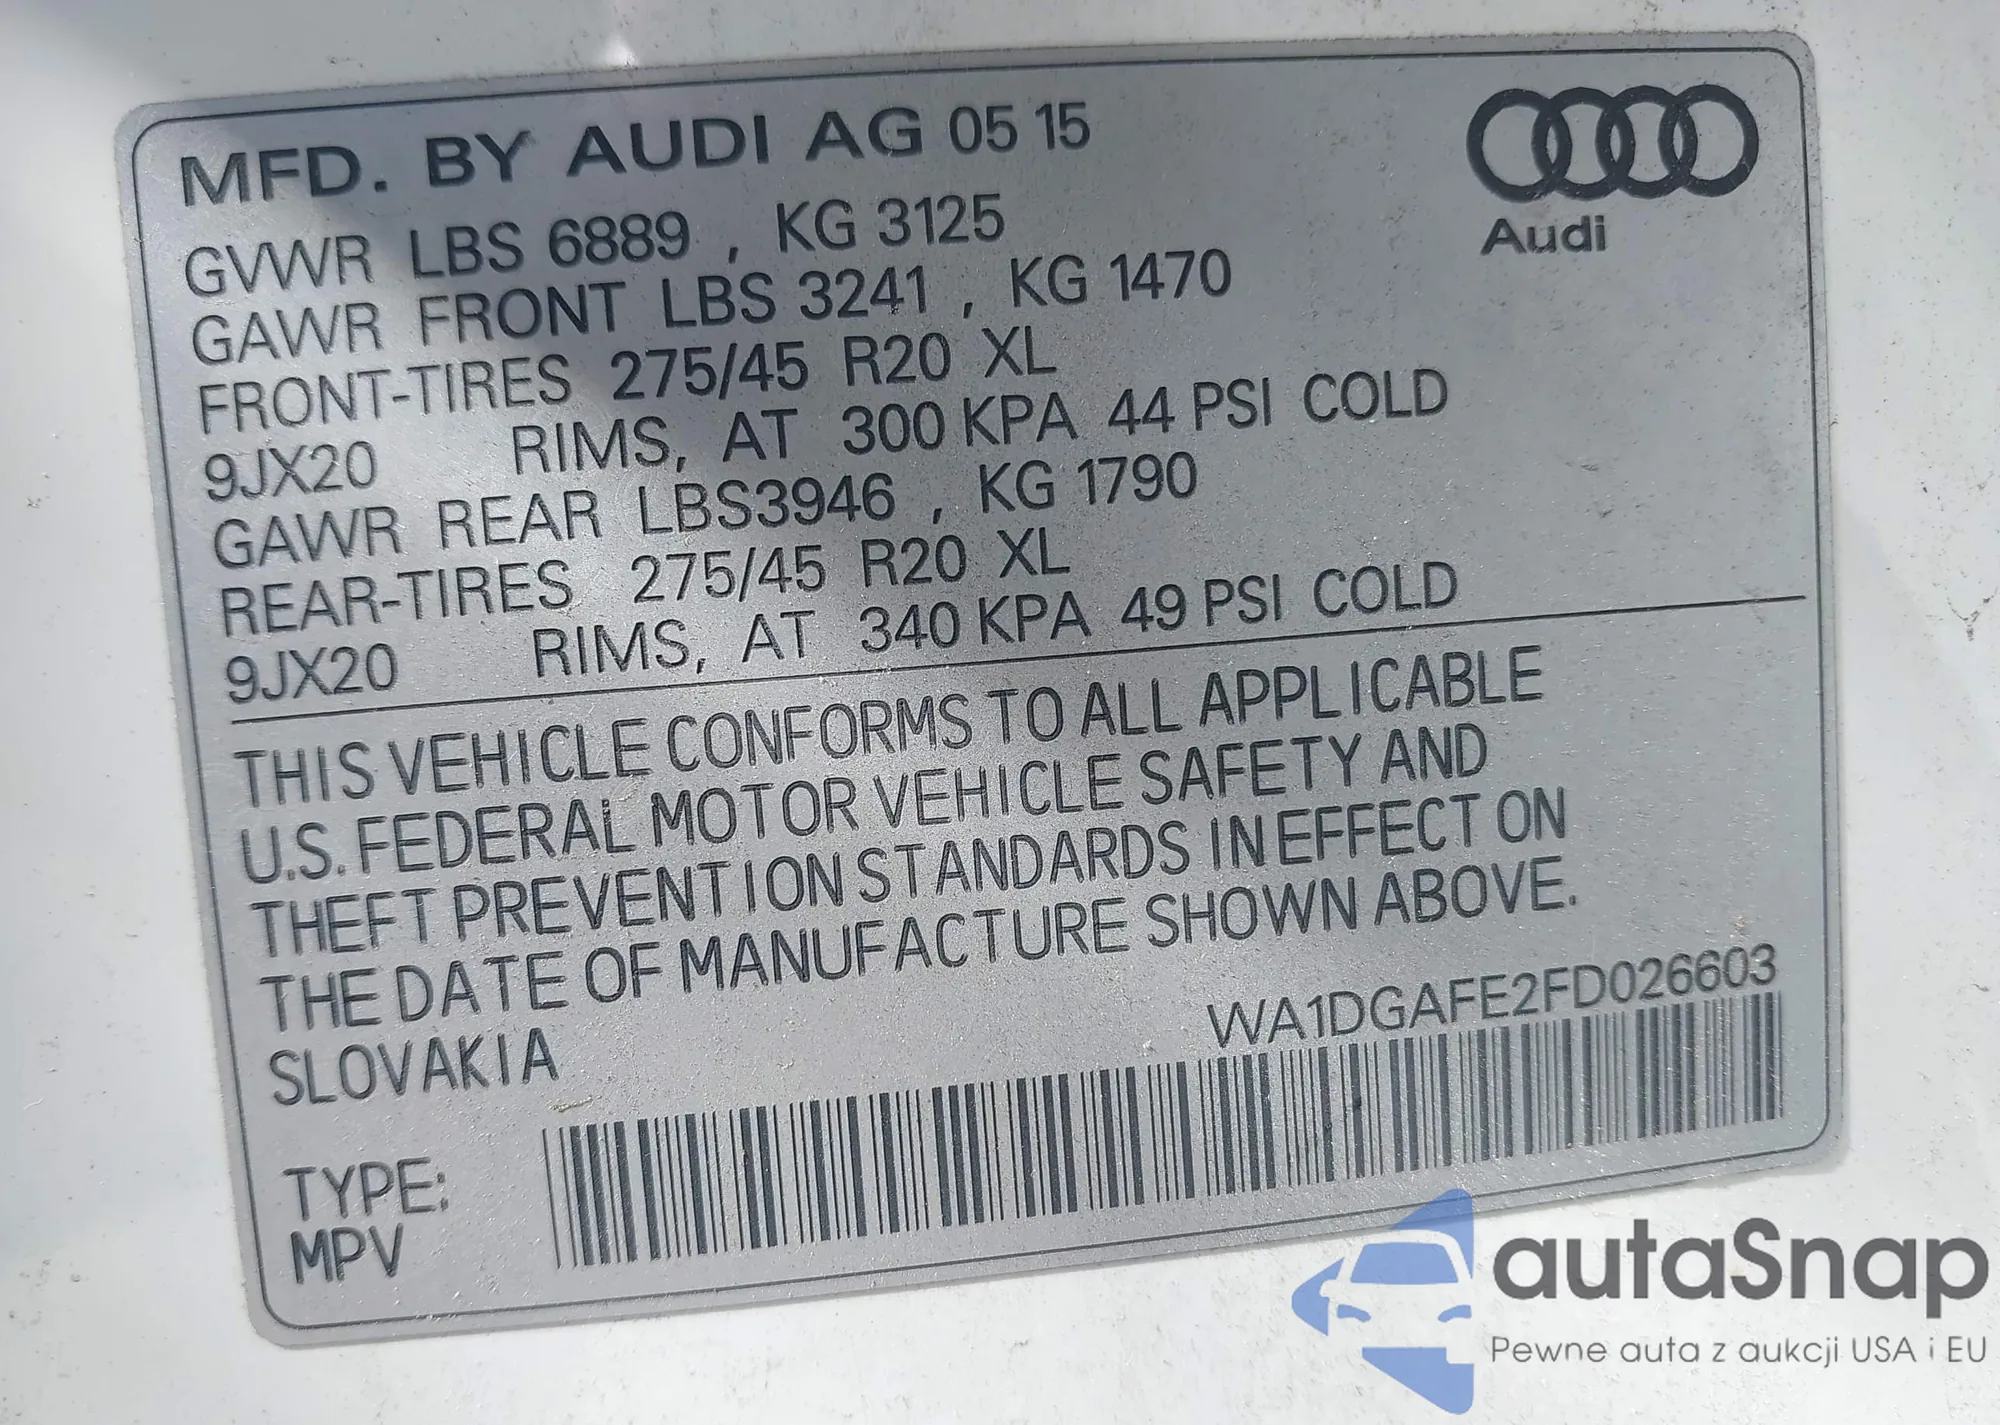 MFD. BY AUDI AG 05 15
Audi
GVWR LBS 6889 , KG 3125
GAWR FRONT LBS 3241 , KG 1470
FRONT-TIRES 275/45 R20 XL
9JX20 RIMS, AT 300 KPA 44 PSI COLD
GAWR REAR LBS3946 , KG 1790
REAR-TIRES 275/45 R20 XL
9JX20 RIMS, AT 340 KPA 49 PSI COLD
THIS VEHICLE CONFORMS TO ALL APPLICABLE
U.S. FEDERAL MOTOR VEHICLE SAFETY AND
THEFT PREVENTION STANDARDS IN EFFECT ON
THE DATE OF MANUFACTURE SHOWN ABOVE.
SLOVAKIA
WA1DGAFE2FD026603
TYPE:
MPV
autaSnap
Pewne auta z aukcji USA i EU